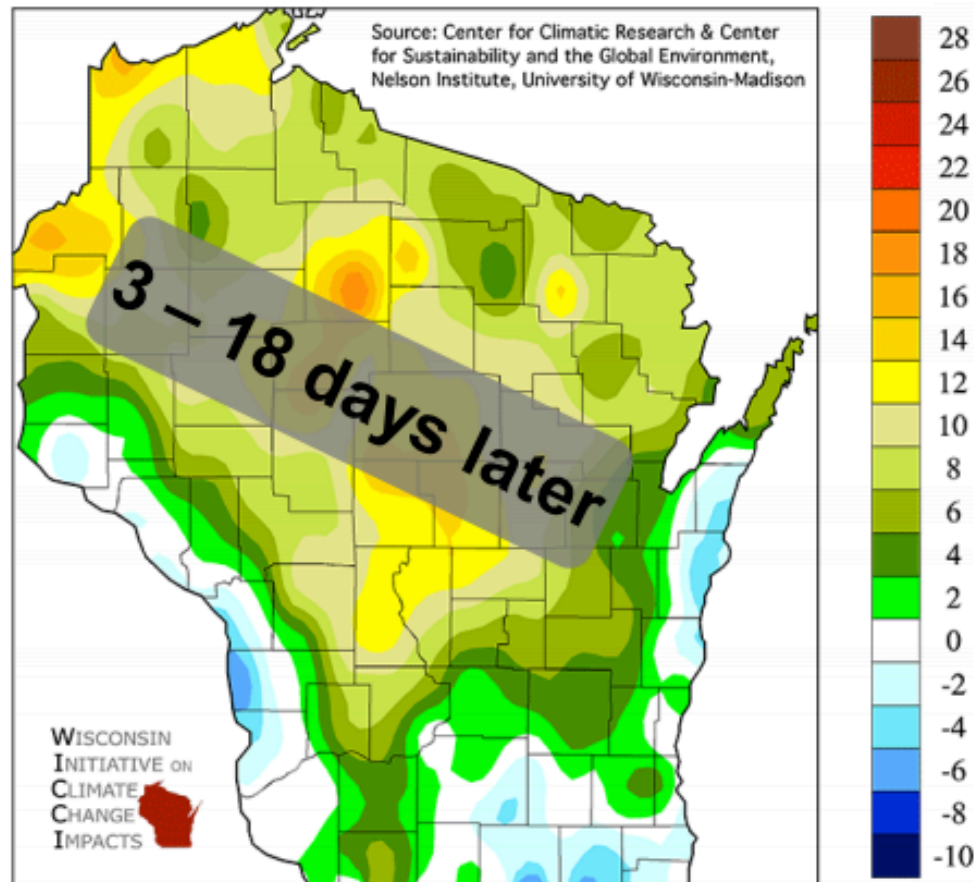 Source: Center for Climatic Research & Center
for Sustainability and the Global Environment,
Nelson Institute, University of Wisconsin-Madison
3 – 18 days later
28
26
24
22
20
18
16
14
12
10
8
6
4
2
0
-2
-4
-6
-8
-10
WISCONSIN
INITIATIVE ON
CLIMATE
CHANGE
IMPACTS